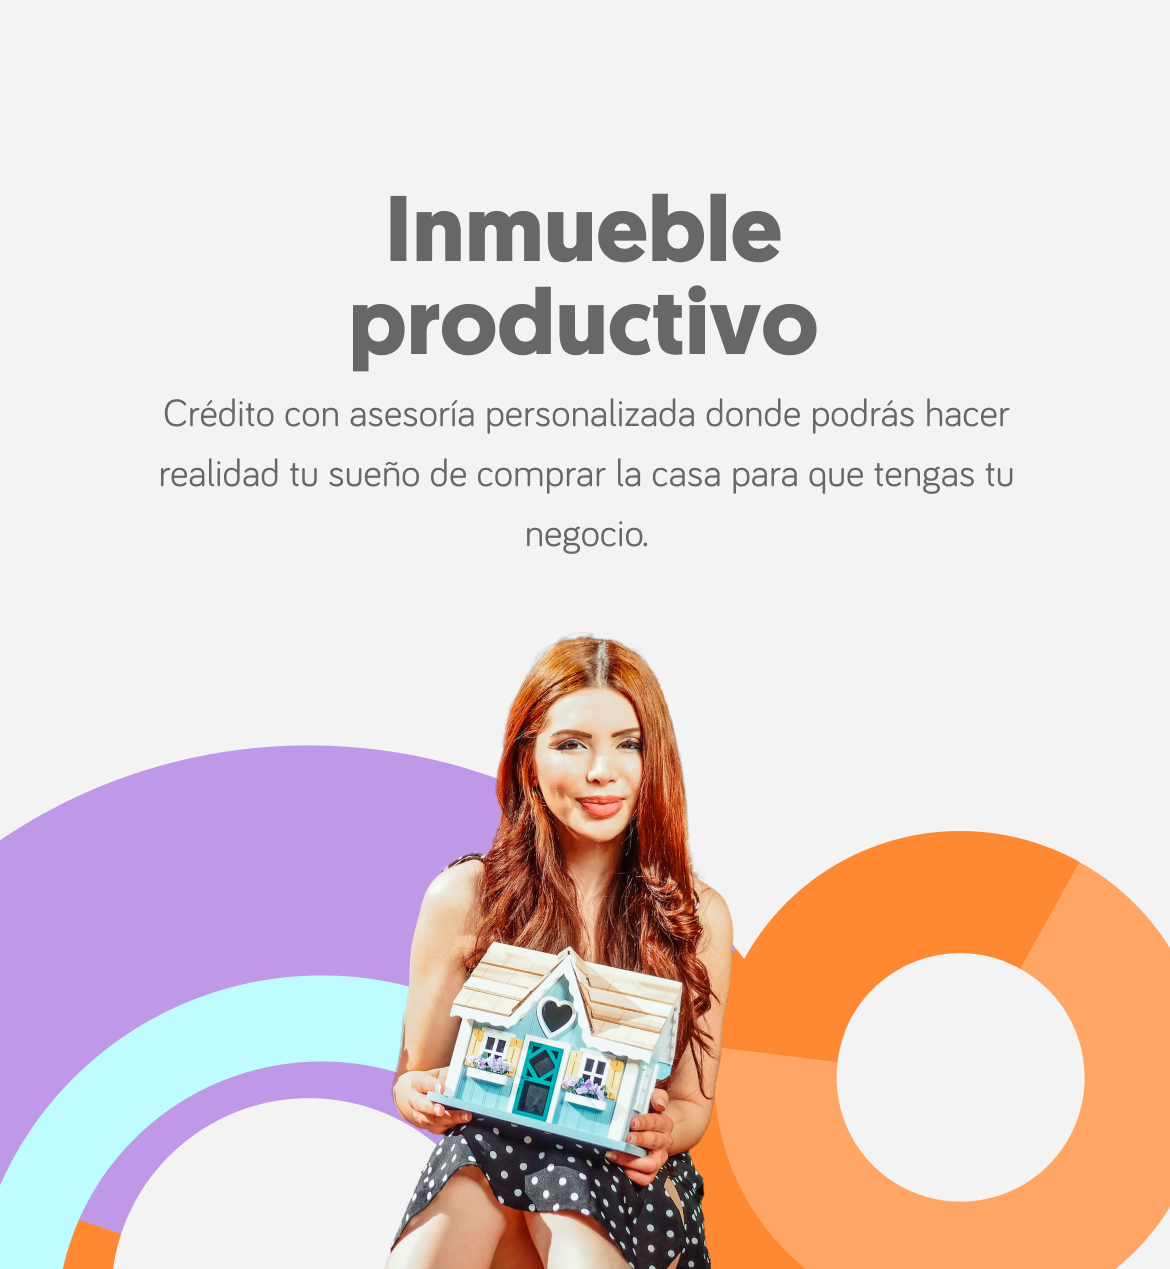 Inmueble
productivo
Crédito con asesoría personalizada donde podrás hacer
realidad tu sueño de comprar la casa para que tengas tu
negocio.